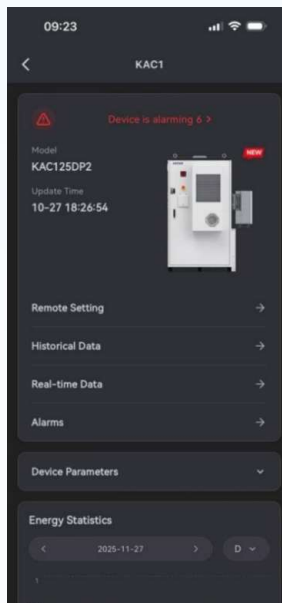 09:23
KAC1
Device is alarming 6 >
Model
KAC125DP2
NEW
Update Time
10-27 18:26:54
Remote Setting
Historical Data
Real-time Data
Alarms
Device Parameters
Energy Statistics
< 2025-11-27 > D
1